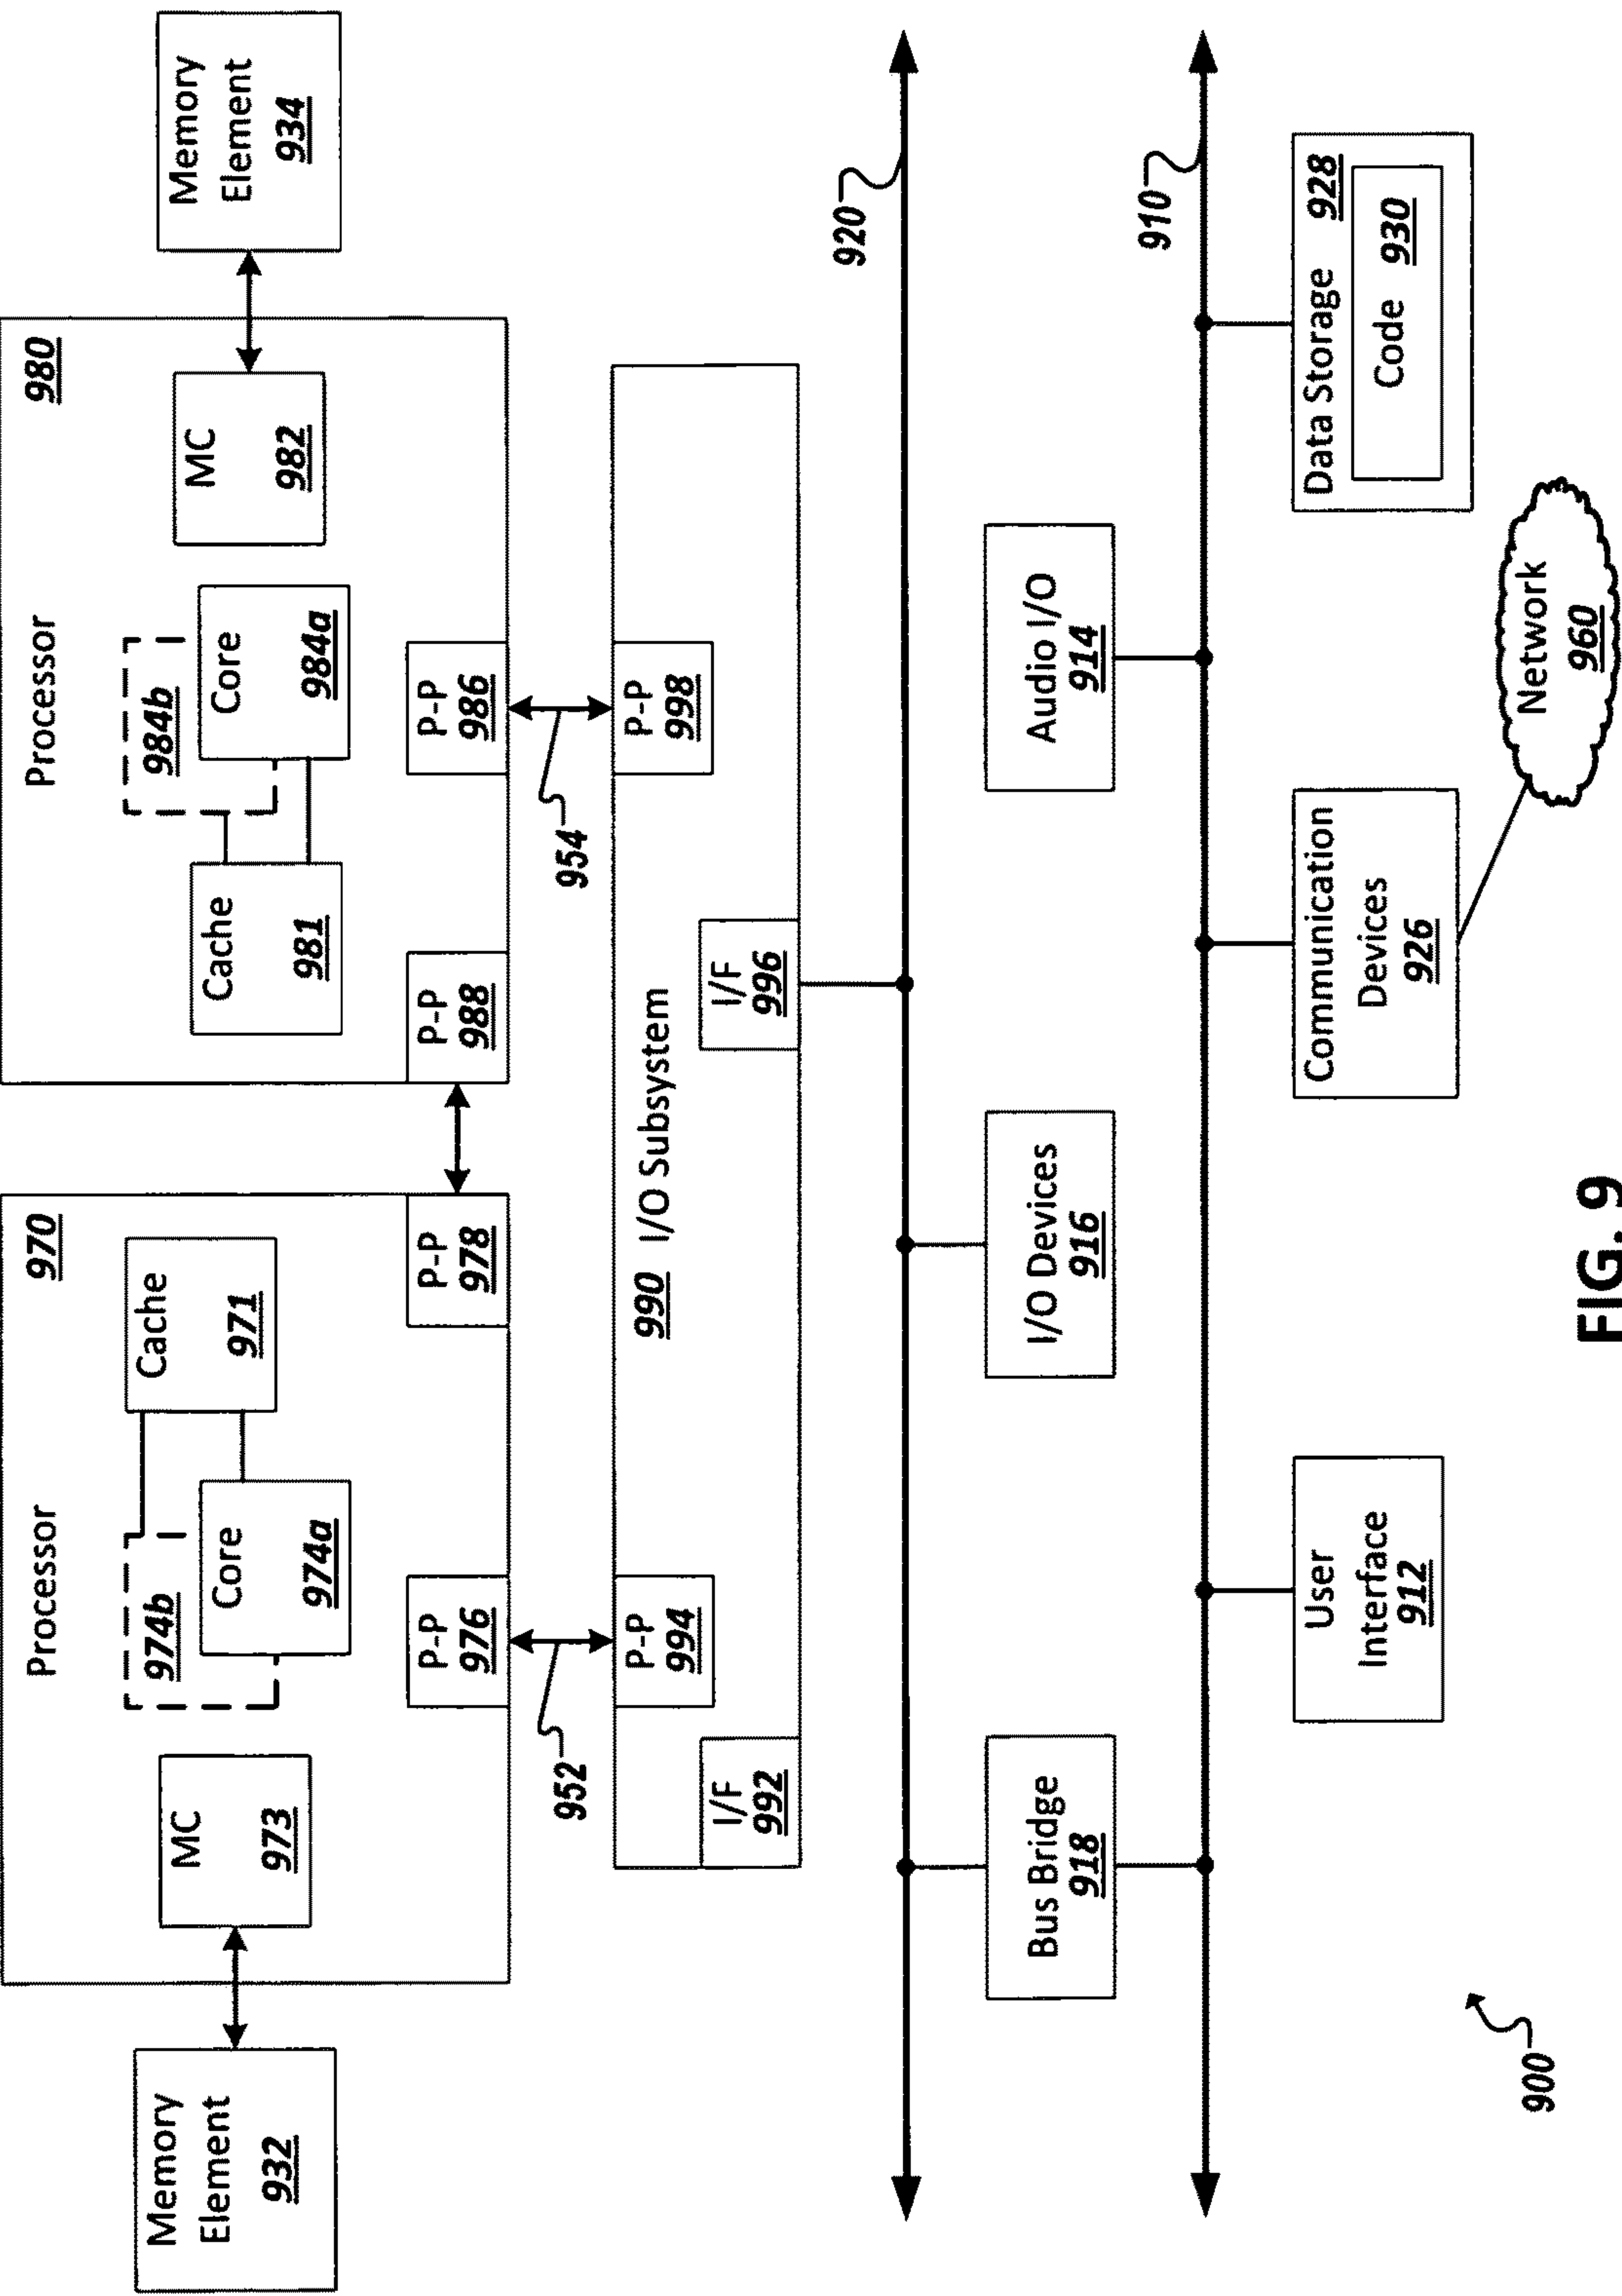 Memory
Element
932
Processor
970
MC
973
974b
Core
974a
Cache
971
P-P
976
P-P
978
Processor
980
Cache
981
984b
Core
984a
MC
982
P-P
988
P-P
986
Memory
Element
934
952
954
P-P
994
990 I/O Subsystem
P-P
998
I/F
992
I/F
996
920
Bus Bridge
918
I/O Devices
916
Audio I/O
914
910
User
Interface
912
Communication
Devices
926
Data Storage 928
Code 930
Network
960
900
FIG. 9